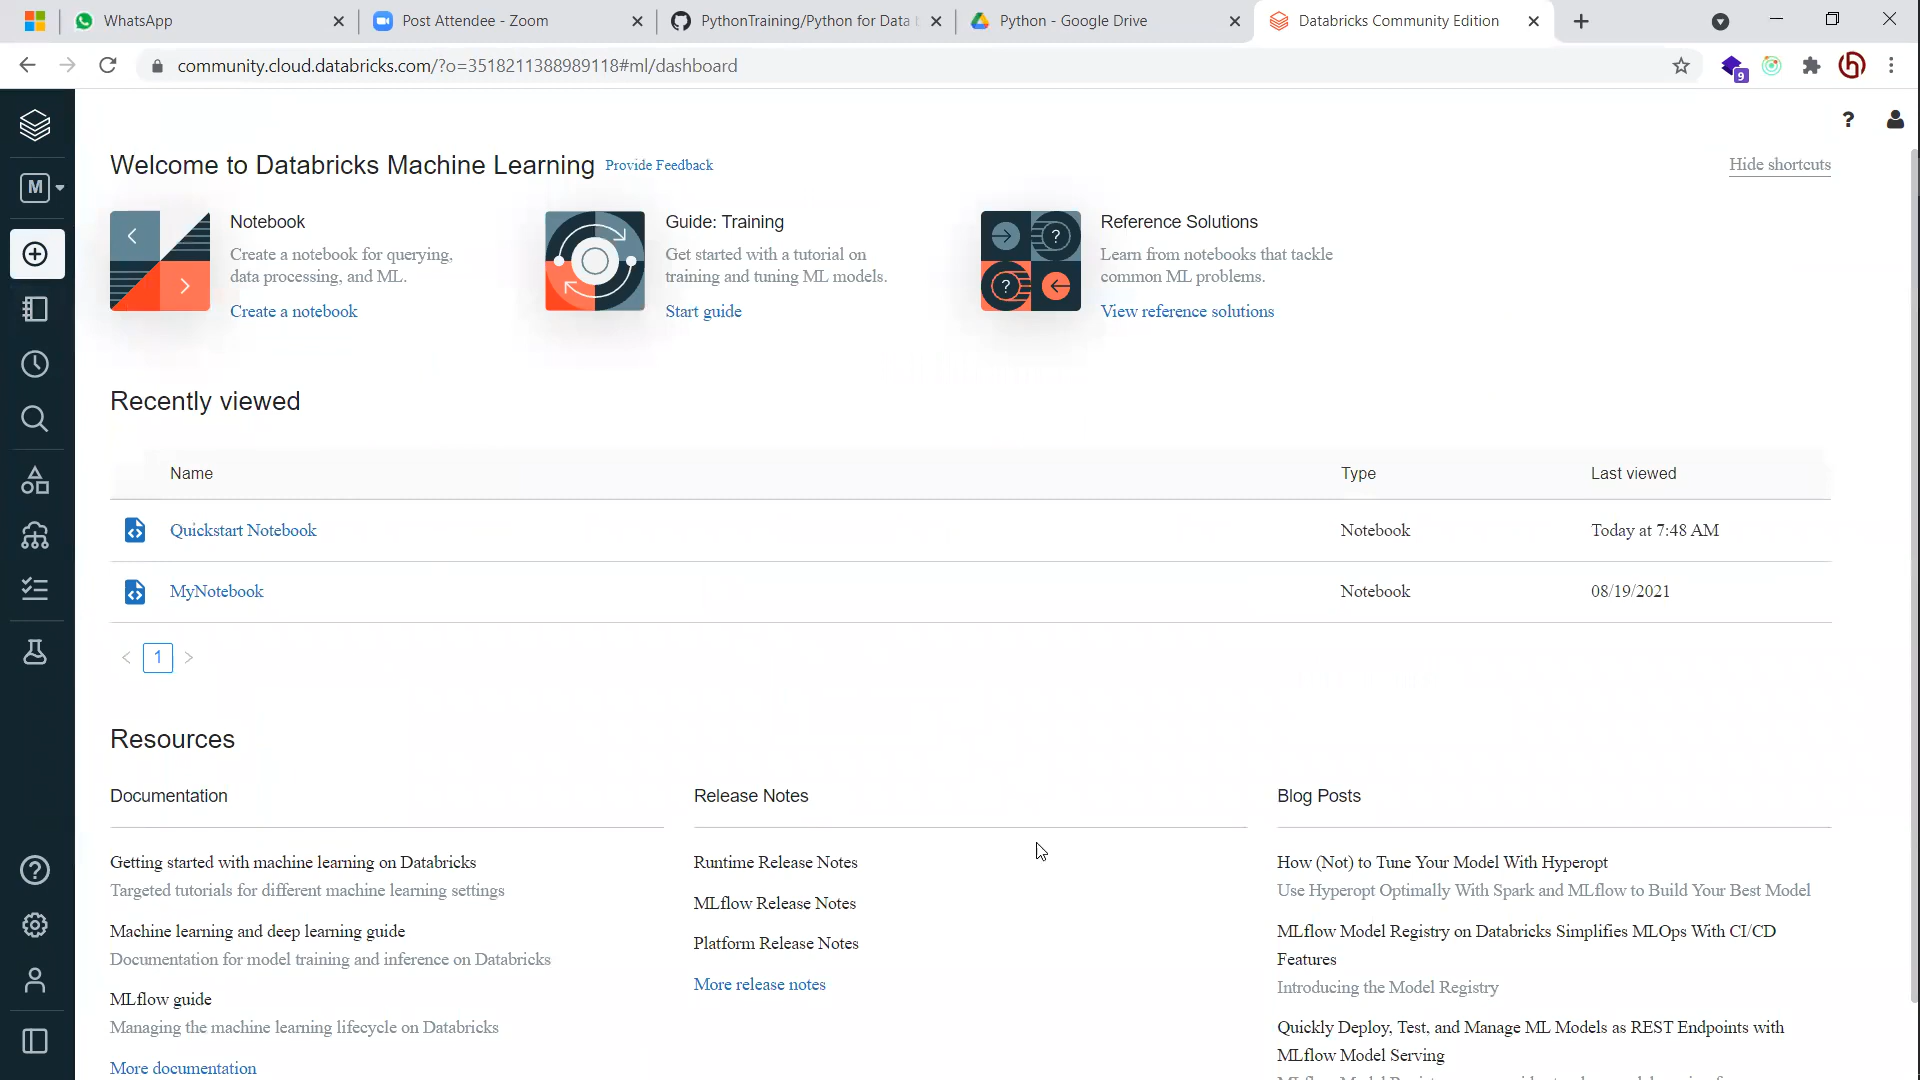 WhatsApp
Post Attendee - Zoom
PythonTraining/Python for Data
Python - Google Drive
Databricks Community Edition
community.cloud.databricks.com/?o=3518211388989118#ml/dashboard
9
M
Welcome to Databricks Machine Learning Provide Feedback
Hide shortcuts
Notebook
Create a notebook for querying,
data processing, and ML.
Create a notebook
Guide: Training
Get started with a tutorial on
training and tuning ML models.
Start guide
Reference Solutions
Learn from notebooks that tackle
common ML problems.
View reference solutions
Recently viewed
Name Type Last viewed
Quickstart Notebook Notebook Today at 7:48 AM
MyNotebook Notebook 08/19/2021
< 1 >
Resources
Documentation
Getting started with machine learning on Databricks
Targeted tutorials for different machine learning settings
Machine learning and deep learning guide
Documentation for model training and inference on Databricks
MLflow guide
Managing the machine learning lifecycle on Databricks
More documentation
Release Notes
Runtime Release Notes
MLflow Release Notes
Platform Release Notes
More release notes
Blog Posts
How (Not) to Tune Your Model With Hyperopt
Use Hyperopt Optimally With Spark and MLflow to Build Your Best Model
MLflow Model Registry on Databricks Simplifies MLOps With CI/CD
Features
Introducing the Model Registry
Quickly Deploy, Test, and Manage ML Models as REST Endpoints with
MLflow Model Serving